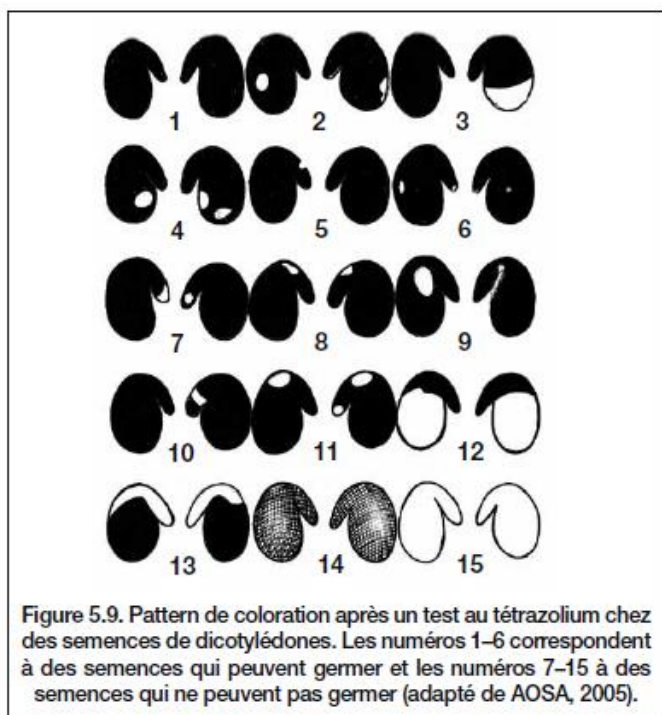 1 2 3
4 5 6
7 8 9
10 11 12
13 14 15
Figure 5.9. Pattern de coloration après un test au tétrazolium chez
des semences de dicotylédones. Les numéros 1–6 correspondent
à des semences qui peuvent germer et les numéros 7–15 à des
semences qui ne peuvent pas germer (adapté de AOSA, 2005).